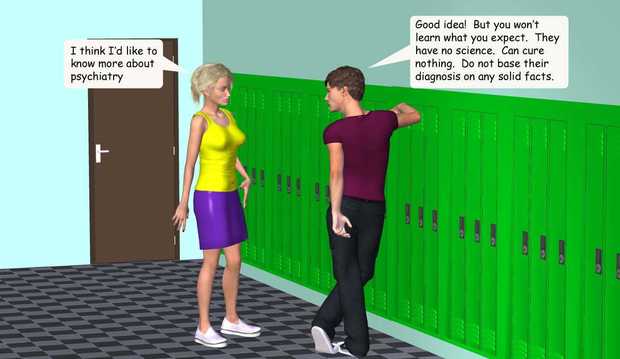 I think I'd like to
know more about
psychiatry
Good idea!  But you won't
learn what you expect.  They
have no science.  Can cure
nothing.  Do not base their
diagnosis on any solid facts.